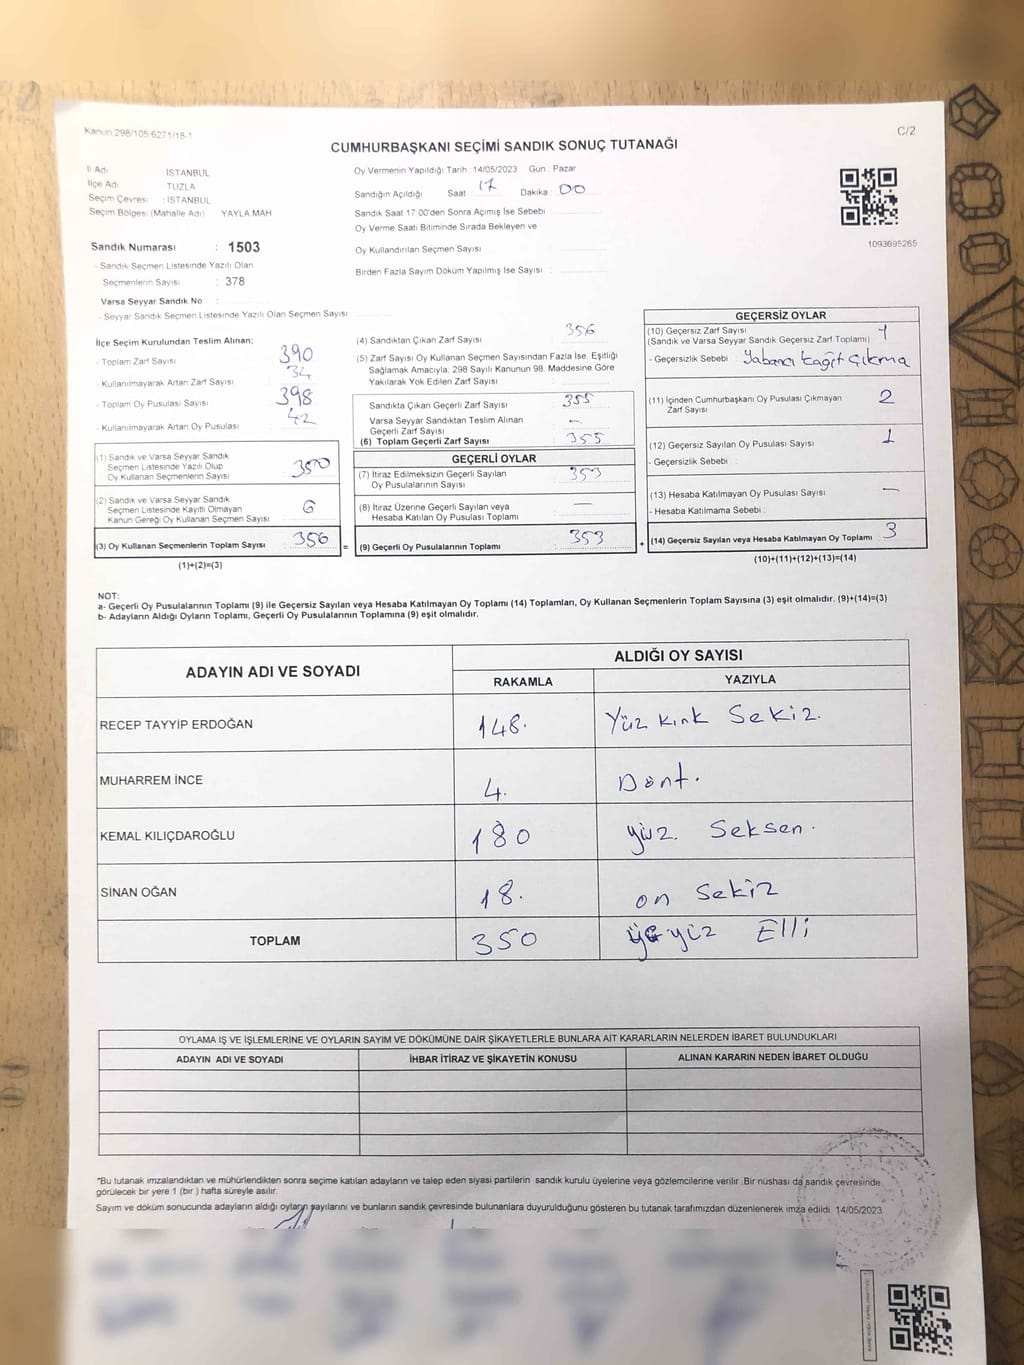 Kanun:298/105:6271/18-1
C/2
CUMHURBAŞKANI SEÇİMİ SANDIK SONUÇ TUTANAĞI
İl Adı İSTANBUL
İlçe Adı TUZLA
Seçim Çevresi : İSTANBUL
Seçim Bölgesi (Mahalle Adı) YAYLA MAH
Sandık Numarası : 1503
- Sandık Seçmen Listesinde Yazılı Olan
Seçmenlerin Sayısı : 378
Varsa Seyyar Sandık No :
- Seyyar Sandık Seçmen Listesinde Yazılı Olan Seçmen Sayısı :
Oy Vermenin Yapıldığı Tarih : 14/05/2023 Gün : Pazar
Sandığın Açıldığı Saat 17 Dakika 00
Sandık Saat 17:00'den Sonra Açımış İse Sebebi
Oy Verme Saati Bitiminde Sırada Bekleyen ve
Oy Kullandırılan Seçmen Sayısı
Birden Fazla Sayım Döküm Yapılmış İse Sayısı :
1093695265
İlçe Seçim Kurulundan Teslim Alınan;
- Toplam Zarf Sayısı 390
- Kullanılmayarak Artan Zarf Sayısı 34
- Toplam Oy Pusulası Sayısı 398
- Kullanılmayarak Artan Oy Pusulası 42
(1) Sandık ve Varsa Seyyar Sandık
Seçmen Listesinde Yazılı Olup
Oy Kullanan Seçmenlerin Sayısı 350
(2) Sandık ve Varsa Seyyar Sandık
Seçmen Listesinde Kayıtlı Olmayan
Kanun Gereği Oy Kullanan Seçmen Sayısı 6
(3) Oy Kullanan Seçmenlerin Toplam Sayısı 356 =
(1)+(2)=(3)
(4) Sandıktan Çıkan Zarf Sayısı 356
(5) Zarf Sayısı Oy Kullanan Seçmen Sayısından Fazla İse, Eşitliği
Sağlamak Amacıyla; 298 Sayılı Kanunun 98. Maddesine Göre
Yakılarak Yok Edilen Zarf Sayısı
Sandıkta Çıkan Geçerli Zarf Sayısı 355
Varsa Seyyar Sandıktan Teslim Alınan
Geçerli Zarf Sayısı -
(6) Toplam Geçerli Zarf Sayısı 355
GEÇERLİ OYLAR
(7) İtiraz Edilmeksizin Geçerli Sayılan
Oy Pusulalarının Sayısı 353
(8) İtiraz Üzerine Geçerli Sayılan veya
Hesaba Katılan Oy Pusulası Toplamı -
(9) Geçerli Oy Pusulalarının Toplamı 353 +
GEÇERSİZ OYLAR
(10) Geçersiz Zarf Sayısı 1
(Sandık ve Varsa Seyyar Sandık Geçersiz Zarf Toplamı)
- Geçersizlik Sebebi : Yabancı kağıt çıkma
(11) İçinden Cumhurbaşkanı Oy Pusulası Çıkmayan
Zarf Sayısı 2
(12) Geçersiz Sayılan Oy Pusulası Sayısı 1
- Geçersizlik Sebebi :
(13) Hesaba Katılmayan Oy Pusulası Sayısı -
- Hesaba Katılmama Sebebi :
(14) Geçersiz Sayılan veya Hesaba Katılmayan Oy Toplamı 3
(10)+(11)+(12)+(13)=(14)
NOT:
a- Geçerli Oy Pusulalarının Toplamı (9) ile Geçersiz Sayılan veya Hesaba Katılmayan Oy Toplamı (14) Toplamları, Oy Kullanan Seçmenlerin Toplam Sayısına (3) eşit olmalıdır. (9)+(14)=(3)
b- Adayların Aldığı Oyların Toplamı, Geçerli Oy Pusulalarının Toplamına (9) eşit olmalıdır.
ADAYIN ADI VE SOYADI ALDIĞI OY SAYISI
RAKAMLA YAZIYLA
RECEP TAYYİP ERDOĞAN 148. Yüz kırk Sekiz.
MUHARREM İNCE 4. Dört.
KEMAL KILIÇDAROĞLU 180 yüz. Seksen.
SİNAN OĞAN 18. on Sekiz
TOPLAM 350 üçyüz Elli
OYLAMA İŞ VE İŞLEMLERİNE VE OYLARIN SAYIM VE DÖKÜMÜNE DAİR ŞİKAYETLERLE BUNLARA AİT KARARLARIN NELERDEN İBARET BULUNDUKLARI
ADAYIN ADI VE SOYADI İHBAR İTİRAZ VE ŞİKAYETİN KONUSU ALINAN KARARIN NEDEN İBARET OLDUĞU
*Bu tutanak imzalandıktan ve mühürlendikten sonra seçime katılan adayların ve talep eden siyasi partilerin sandık kurulu üyelerine veya gözlemcilerine verilir. Bir nüshası da sandık çevresinde
görülecek bir yere 1 (bir) hafta süreyle asılır.
Sayım ve döküm sonucunda adayların aldığı oyların sayılarını ve bunların sandık çevresinde bulunanlara duyurulduğunu gösteren bu tutanak tarafımızdan düzenlenerek imza edildi. 14/05/2023